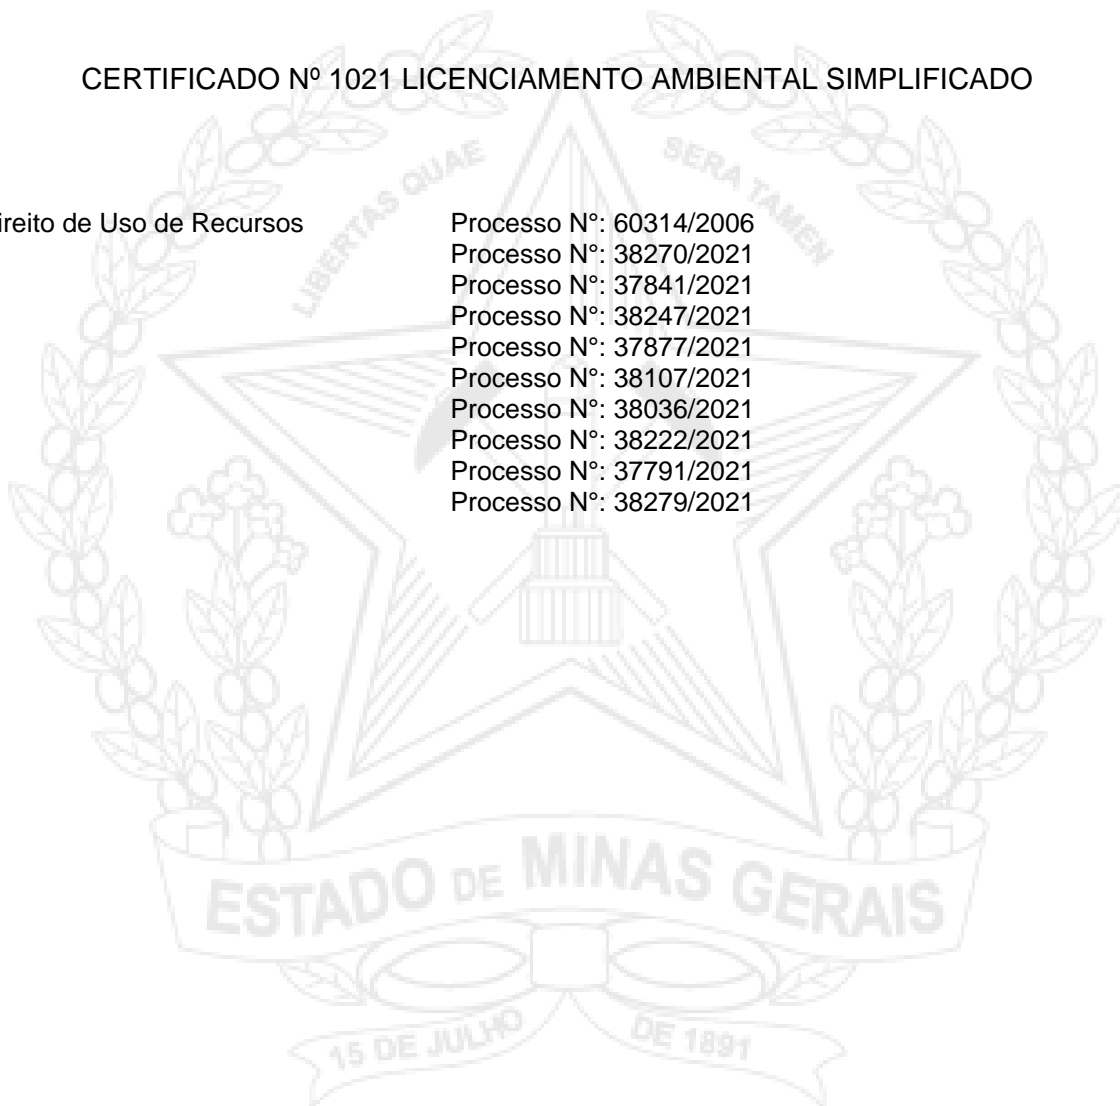 CERTIFICADO Nº 1021 LICENCIAMENTO AMBIENTAL SIMPLIFICADO
LIBERTAS QUAE SERA TAMEN
ireito de Uso de Recursos Processo N°: 60314/2006
Processo N°: 38270/2021
Processo N°: 37841/2021
Processo N°: 38247/2021
Processo N°: 37877/2021
Processo N°: 38107/2021
Processo N°: 38036/2021
Processo N°: 38222/2021
Processo N°: 37791/2021
Processo N°: 38279/2021
ESTADO DE MINAS GERAIS
15 DE JULHO DE 1891